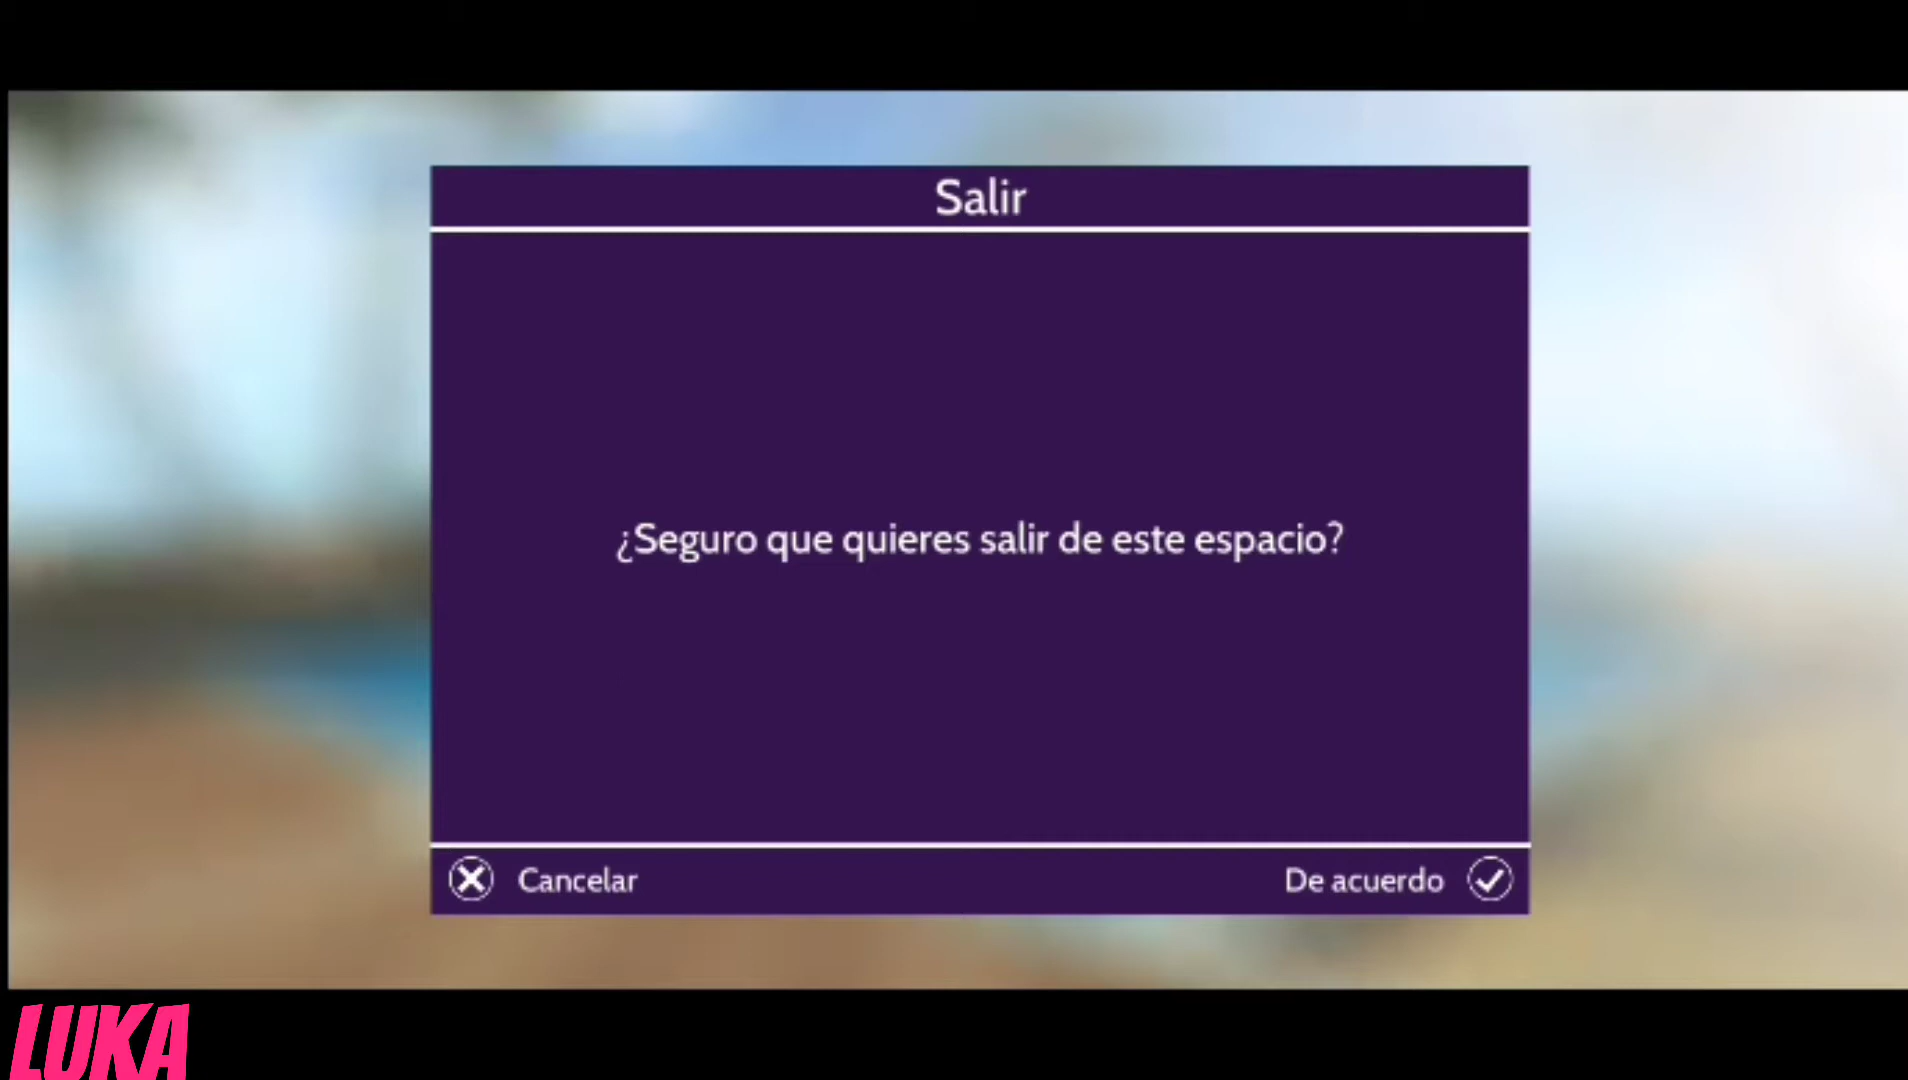 Salir
¿Seguro que quieres salir de este espacio?
Cancelar
De acuerdo
LUKA